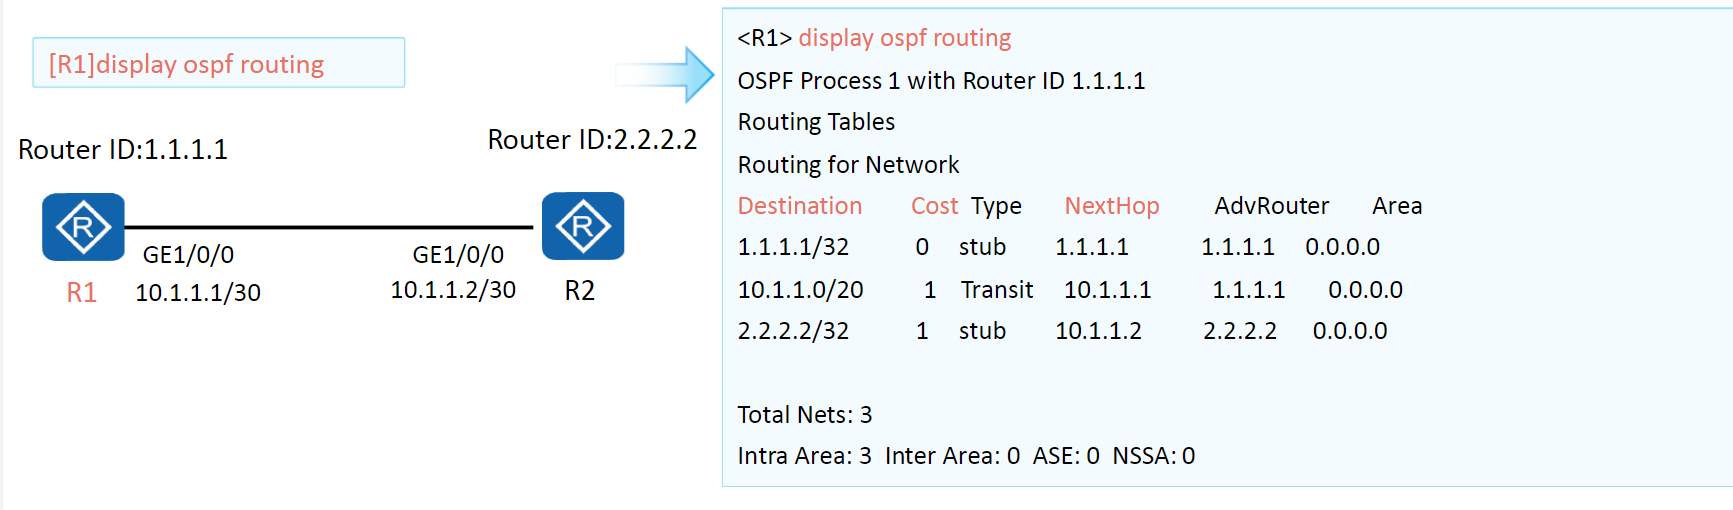 [R1]display ospf routing
Router ID:1.1.1.1
Router ID:2.2.2.2
R
R
GE1/0/0
GE1/0/0
R1
10.1.1.1/30
10.1.1.2/30
R2
<R1> display ospf routing
OSPF Process 1 with Router ID 1.1.1.1
Routing Tables
Routing for Network
Destination Cost Type NextHop AdvRouter Area
1.1.1.1/32 0 stub 1.1.1.1 1.1.1.1 0.0.0.0
10.1.1.0/20 1 Transit 10.1.1.1 1.1.1.1 0.0.0.0
2.2.2.2/32 1 stub 10.1.1.2 2.2.2.2 0.0.0.0
Total Nets: 3
Intra Area: 3 Inter Area: 0 ASE: 0 NSSA: 0